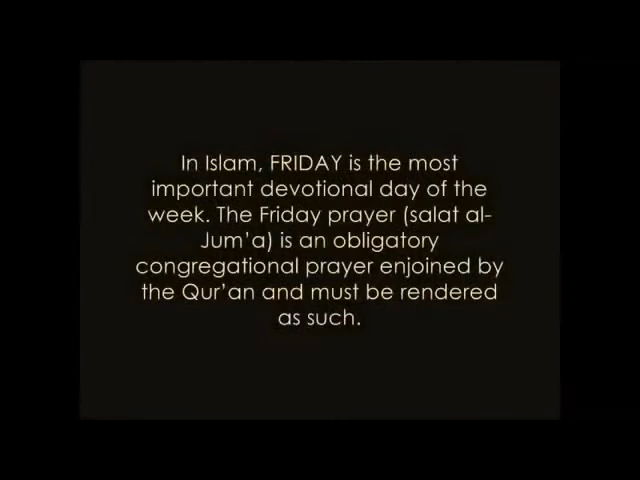 In Islam, FRIDAY is the most
important devotional day of the
week. The Friday prayer (salat al-
Jum'a) is an obligatory
congregational prayer enjoined by
the Qur'an and must be rendered
as such.